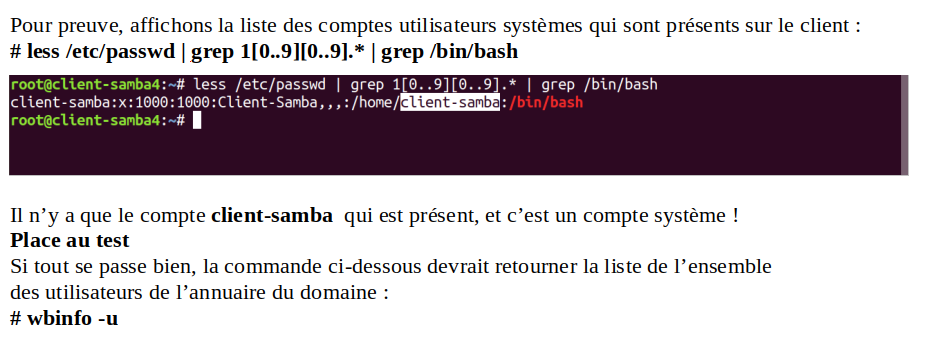 Pour preuve, affichons la liste des comptes utilisateurs systèmes qui sont présents sur le client :
# less /etc/passwd | grep 1[0..9][0..9].* | grep /bin/bash
root@client-samba4:~# less /etc/passwd | grep 1[0..9][0..9].* | grep /bin/bash
client-samba:x:1000:1000:Client-Samba,,,:/home/client-samba:/bin/bash
root@client-samba4:~#
Il n’y a que le compte client-samba qui est présent, et c’est un compte système !
Place au test
Si tout se passe bien, la commande ci-dessous devrait retourner la liste de l’ensemble
des utilisateurs de l’annuaire du domaine :
# wbinfo -u